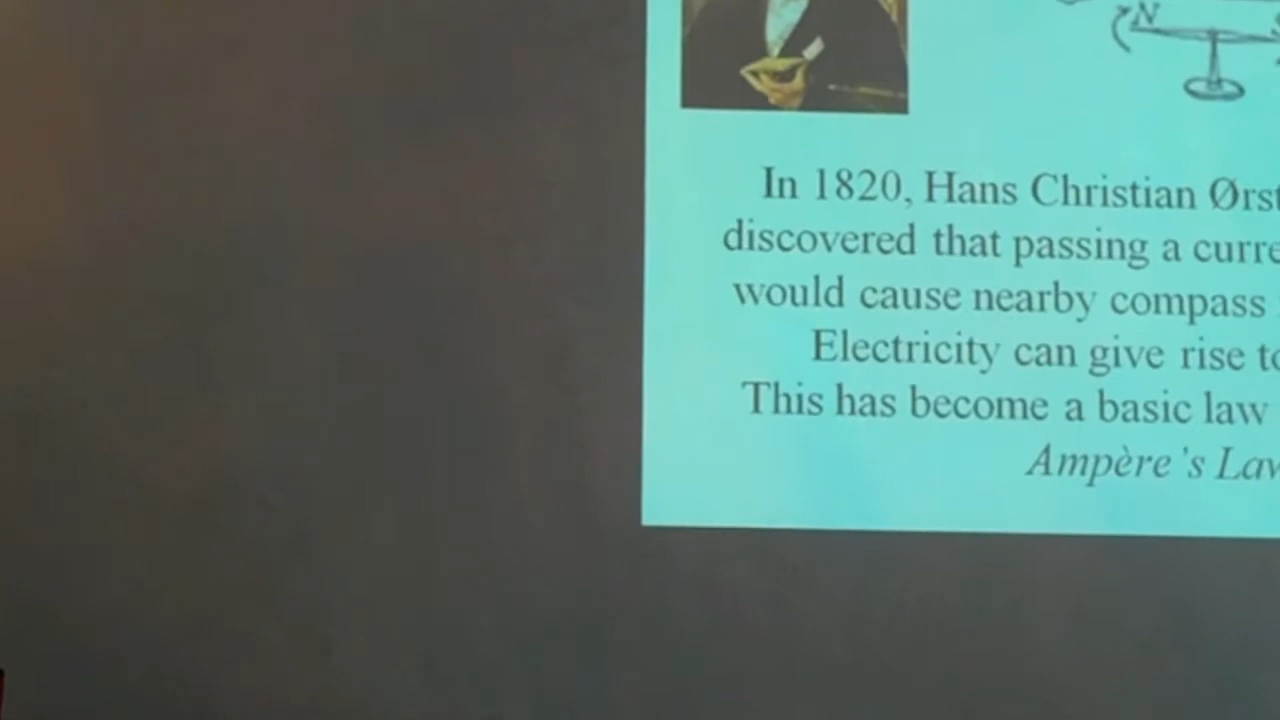 N
In 1820, Hans Christian Ørst
discovered that passing a curre
would cause nearby compass
Electricity can give rise to
This has become a basic law
Ampère's Law